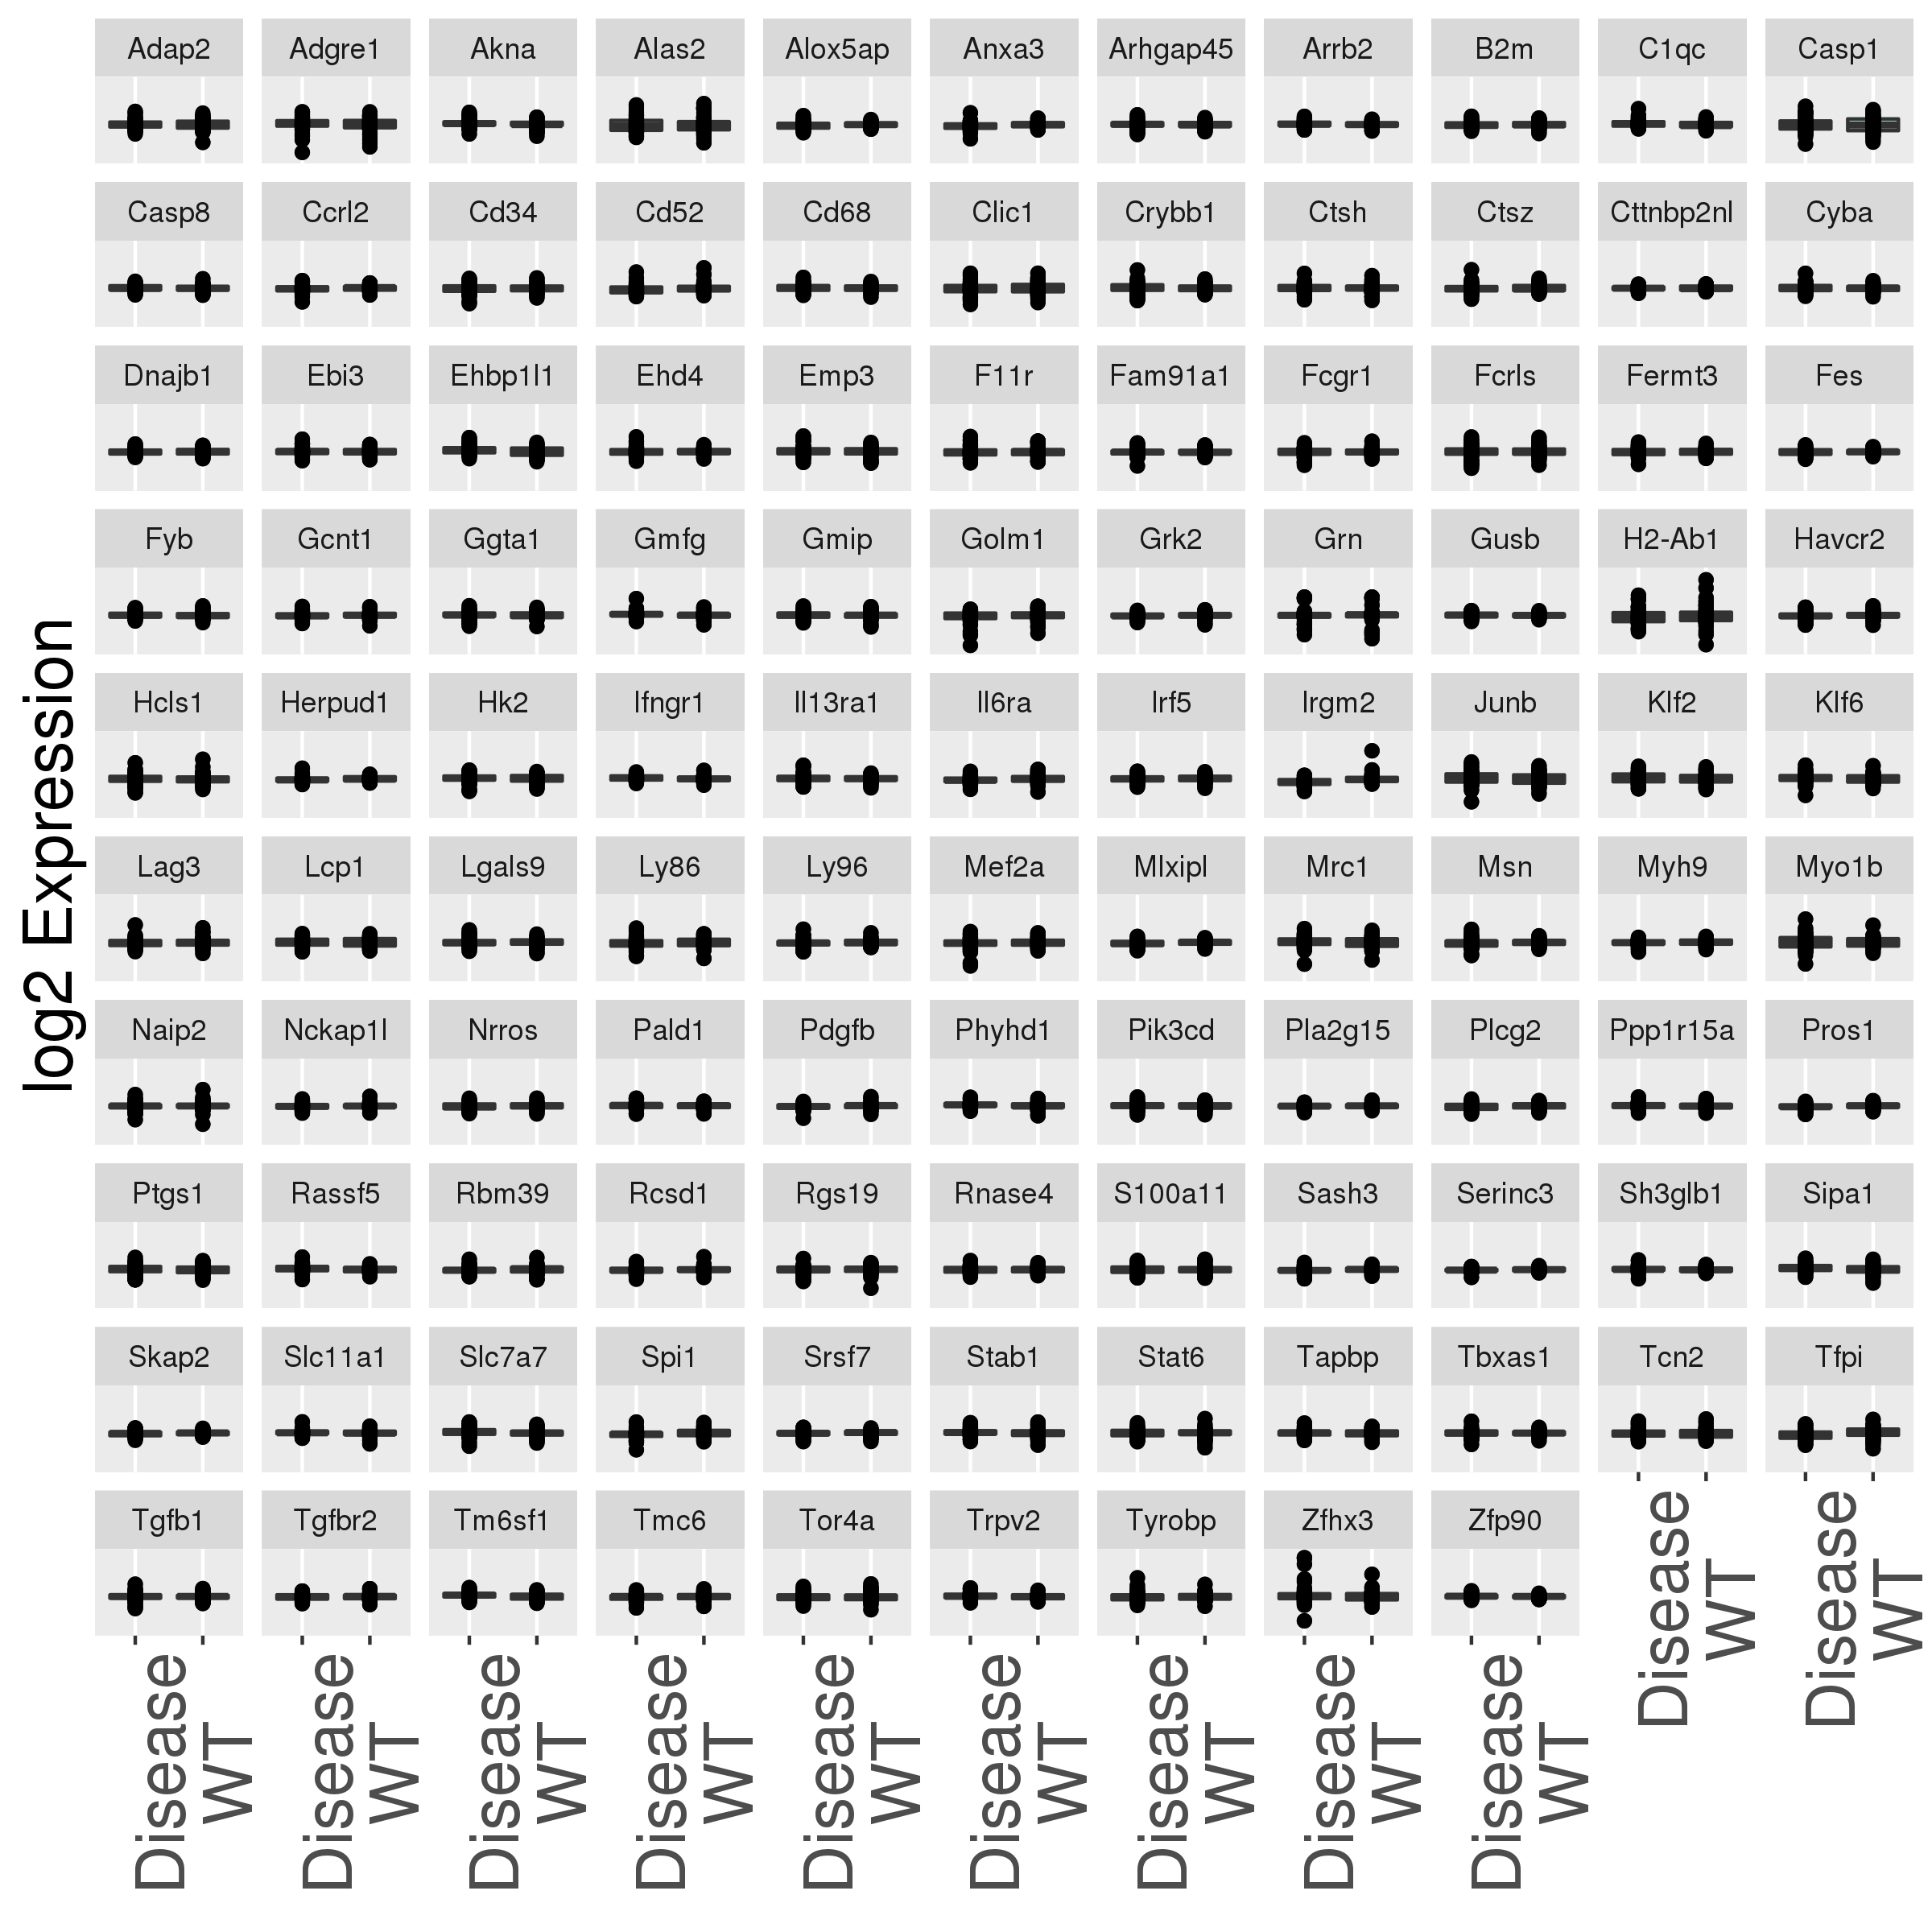 Adap2 Adgre1 Akna Alas2 Alox5ap Anxa3 Arhgap45 Arrb2 B2m C1qc Casp1
Casp8 Ccrl2 Cd34 Cd52 Cd68 Clic1 Crybb1 Ctsh Ctsz Cttnbp2nl Cyba
Dnajb1 Ebi3 Ehbp1l1 Ehd4 Emp3 F11r Fam91a1 Fcgr1 Fcrls Fermt3 Fes
Fyb Gcnt1 Ggta1 Gmfg Gmip Golm1 Grk2 Grn Gusb H2-Ab1 Havcr2
Hcls1 Herpud1 Hk2 Ifngr1 Il13ra1 Il6ra Irf5 Irgm2 Junb Klf2 Klf6
Lag3 Lcp1 Lgals9 Ly86 Ly96 Mef2a Mlxipl Mrc1 Msn Myh9 Myo1b
Naip2 Nckap1l Nrros Pald1 Pdgfb Phyhd1 Pik3cd Pla2g15 Plcg2 Ppp1r15a Pros1
Ptgs1 Rassf5 Rbm39 Rcsd1 Rgs19 Rnase4 S100a11 Sash3 Serinc3 Sh3glb1 Sipa1
Skap2 Slc11a1 Slc7a7 Spi1 Srsf7 Stab1 Stat6 Tapbp Tbxas1 Tcn2 Tfpi
Tgfb1 Tgfbr2 Tm6sf1 Tmc6 Tor4a Trpv2 Tyrobp Zfhx3 Zfp90
log2 Expression
Disease
WT
Disease
WT
Disease
WT
Disease
WT
Disease
WT
Disease
WT
Disease
WT
Disease
WT
Disease
WT
Disease
WT
Disease
WT